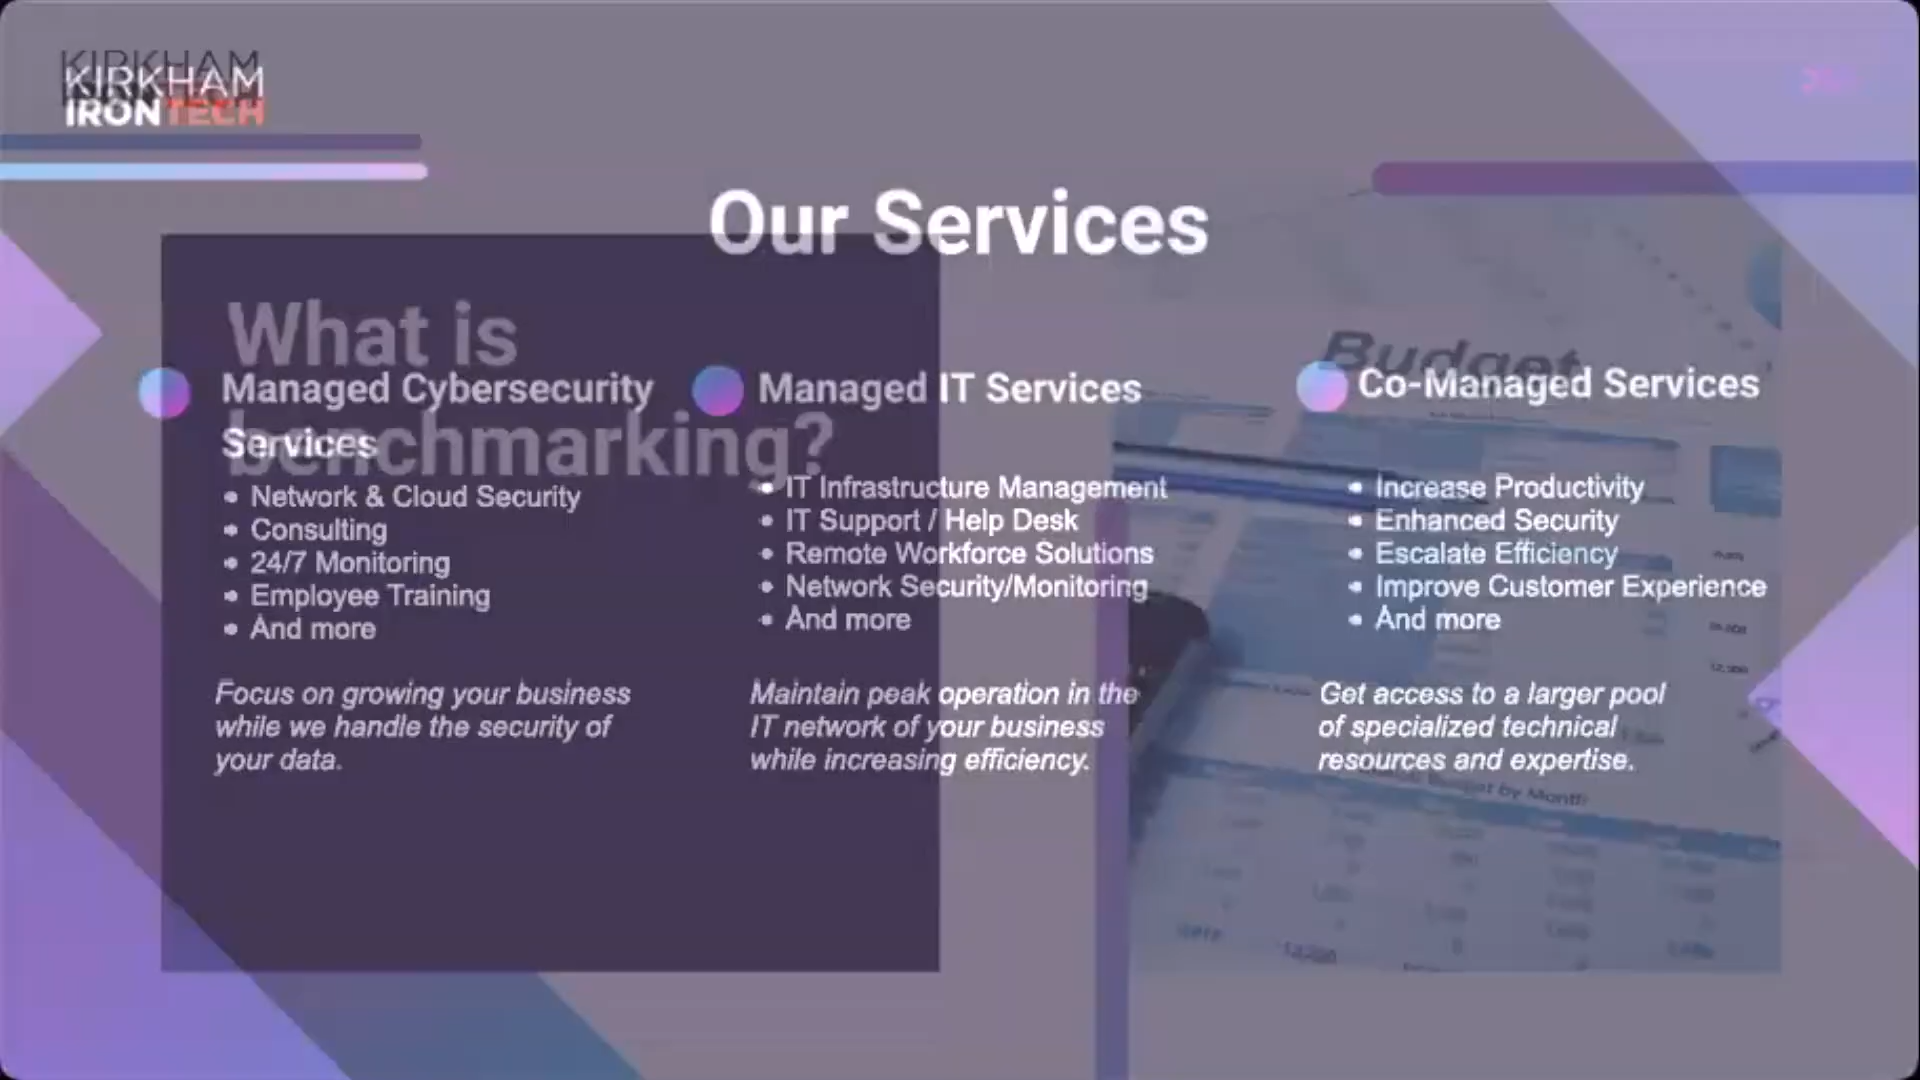 KIRKHAM
KIRKHAM
IRONTECH
Our Services
What is
benchmarking?
Budget
Managed Cybersecurity
Services
• Network & Cloud Security
• Consulting
• 24/7 Monitoring
• Employee Training
• And more
Focus on growing your business
while we handle the security of
your data.
Managed IT Services
• IT Infrastructure Management
• IT Support / Help Desk
• Remote Workforce Solutions
• Network Security/Monitoring
• And more
Maintain peak operation in the
IT network of your business
while increasing efficiency.
Co-Managed Services
• Increase Productivity
• Enhanced Security
• Escalate Efficiency
• Improve Customer Experience
• And more
Get access to a larger pool
of specialized technical
resources and expertise.
by Month